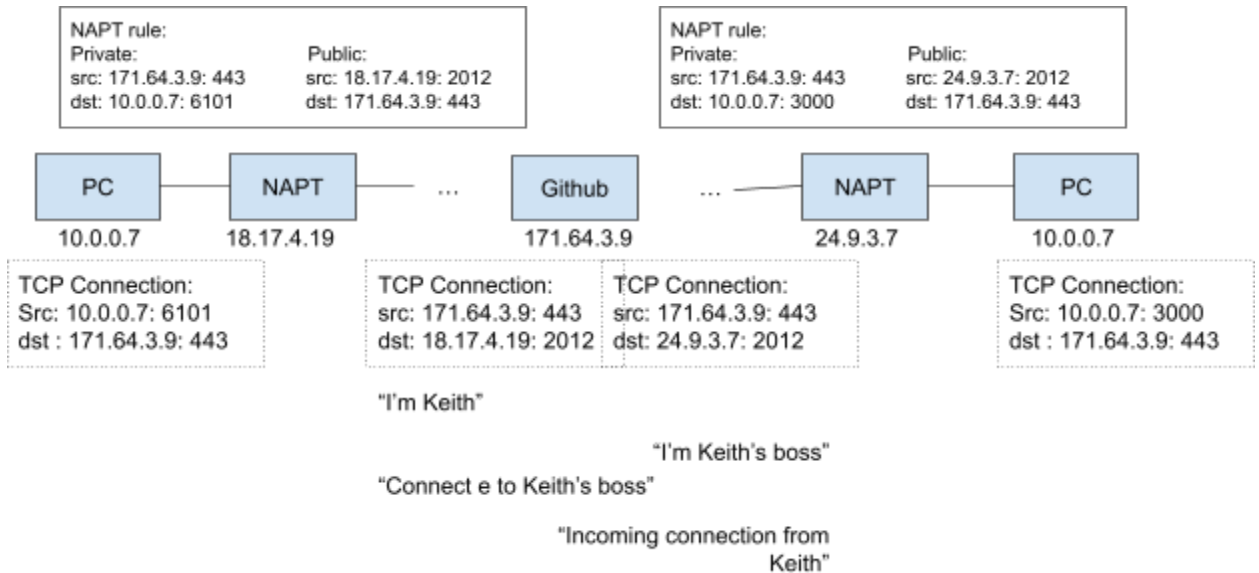 NAPT rule:
Private: Public:
src: 171.64.3.9: 443 src: 18.17.4.19: 2012
dst: 10.0.0.7: 6101 dst: 171.64.3.9: 443
NAPT rule:
Private: Public:
src: 171.64.3.9: 443 src: 24.9.3.7: 2012
dst: 10.0.0.7: 3000 dst: 171.64.3.9: 443
PC NAPT ... Github ... NAPT PC
10.0.0.7 18.17.4.19 171.64.3.9 24.9.3.7 10.0.0.7
TCP Connection:
Src: 10.0.0.7: 6101
dst : 171.64.3.9: 443
TCP Connection:
src: 171.64.3.9: 443
dst: 18.17.4.19: 2012
TCP Connection:
src: 171.64.3.9: 443
dst: 24.9.3.7: 2012
TCP Connection:
Src: 10.0.0.7: 3000
dst : 171.64.3.9: 443
“I’m Keith”
“I’m Keith’s boss”
“Connect e to Keith’s boss”
“Incoming connection from
Keith”